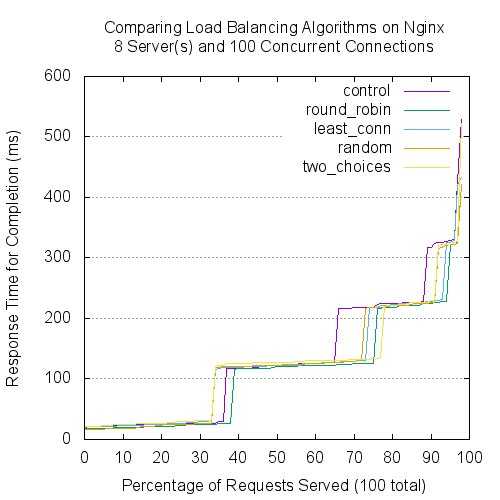 Comparing Load Balancing Algorithms on Nginx
8 Server(s) and 100 Concurrent Connections
Response Time for Completion (ms)
600
500
400
300
200
100
0
control
round_robin
least_conn
random
two_choices
0 10 20 30 40 50 60 70 80 90 100
Percentage of Requests Served (100 total)